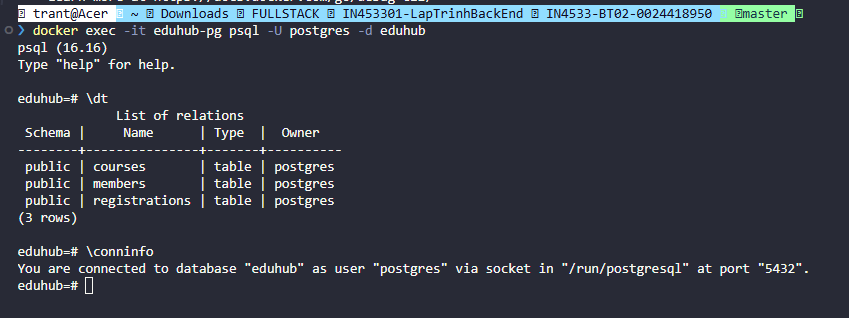 trant@Acer ~ Downloads FULLSTACK IN453301-LapTrinhBackEnd IN4533-BT02-0024418950 master
❯ docker exec -it eduhub-pg psql -U postgres -d eduhub
psql (16.16)
Type "help" for help.

eduhub=# \dt
             List of relations
 Schema |     Name      | Type  |  Owner
--------+---------------+-------+----------
 public | courses       | table | postgres
 public | members       | table | postgres
 public | registrations | table | postgres
(3 rows)

eduhub=# \conninfo
You are connected to database "eduhub" as user "postgres" via socket in "/run/postgresql" at port "5432".
eduhub=#